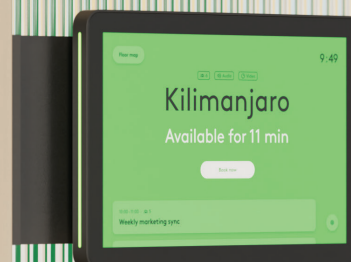 Floor map
9:49
Kilimanjaro
Available for 11 min
Book now
Weekly marketing sync